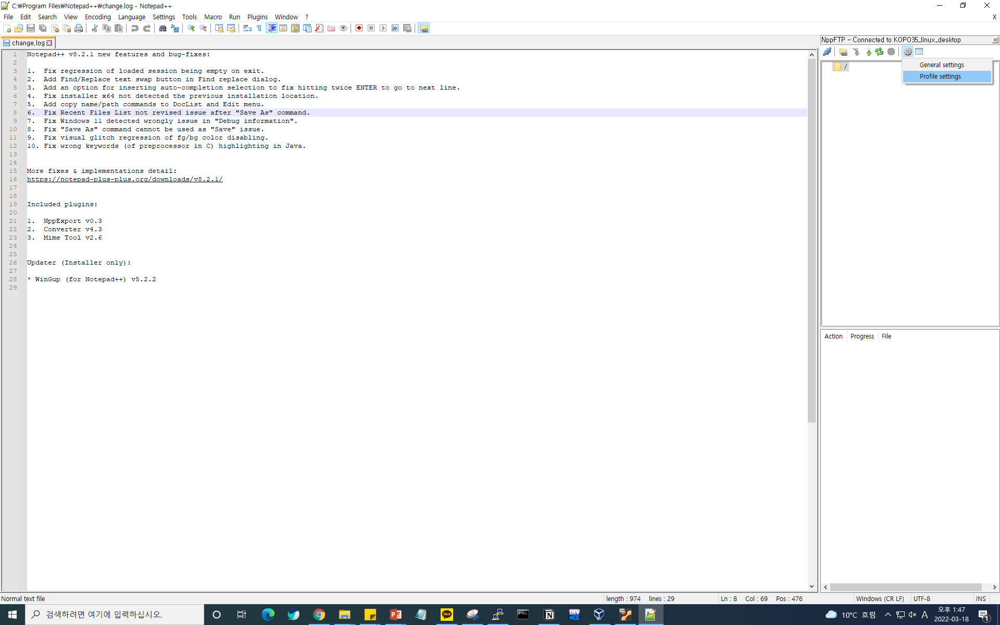 C:₩Program Files₩Notepad++₩change.log - Notepad++
File Edit Search View Encoding Language Settings Tools Macro Run Plugins Window ? X
change.log
NppFTP - Connected to KOPO35_linux_desktop
General settings
Profile settings
/
1 Notepad++ v8.2.1 new features and bug-fixes:
2
3 1.  Fix regression of loaded session being empty on exit.
4 2.  Add Find/Replace text swap button in Find replace dialog.
5 3.  Add an option for inserting auto-completion selection to fix hitting twice ENTER to go to next line.
6 4.  Fix installer x64 not detected the previous installation location.
7 5.  Add copy name/path commands to DocList and Edit menu.
8 6.  Fix Recent Files List not revised issue after "Save As" command.
9 7.  Fix Windows 11 detected wrongly issue in "Debug information".
10 8.  Fix "Save As" command cannot be used as "Save" issue.
11 9.  Fix visual glitch regression of fg/bg color disabling.
12 10. Fix wrong keywords (of preprocessor in C) highlighting in Java.
13
14
15 More fixes & implementations detail:
16 https://notepad-plus-plus.org/downloads/v8.2.1/
17
18
19 Included plugins:
20
21 1.  NppExport v0.3
22 2.  Converter v4.3
23 3.  Mime Tool v2.6
24
25
26 Updater (Installer only):
27
28 * WinGup (for Notepad++) v5.2.2
29
Action Progress File
Normal text file length : 974 lines : 29 Ln : 8 Col : 69 Pos : 476 Windows (CR LF) UTF-8 INS
검색하려면 여기에 입력하십시오.
TALK
N
DEV
64
10°C 흐림
A
오후 1:47
2022-03-18
1